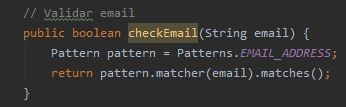 // Validar email
public boolean checkEmail(String email) {
Pattern pattern = Patterns.EMAIL_ADDRESS;
return pattern.matcher(email).matches();
}